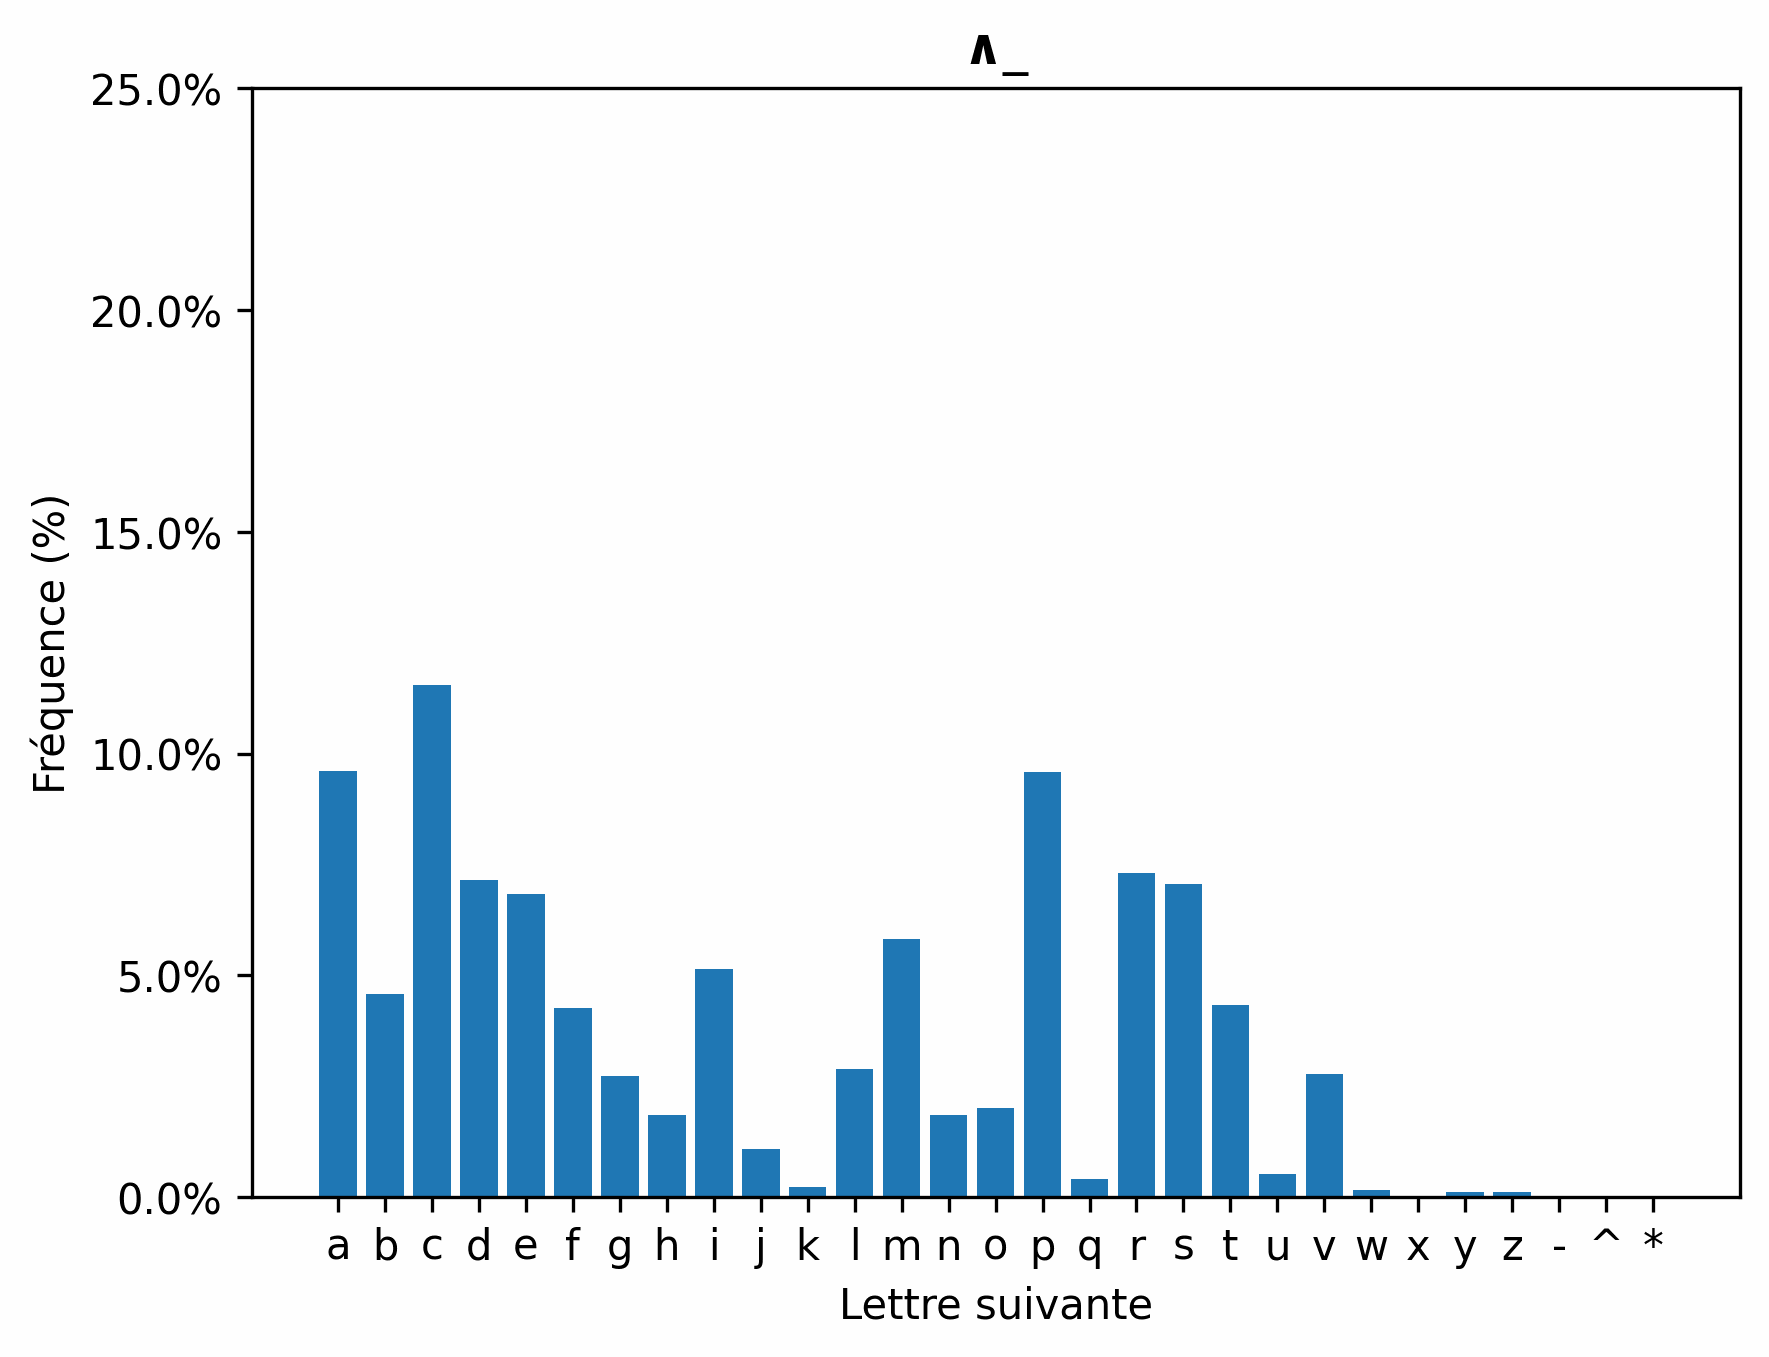 ∧_
25.0%
20.0%
15.0%
10.0%
5.0%
0.0%
Fréquence (%)
a b c d e f g h i j k l m n o p q r s t u v w x y z - ^ *
Lettre suivante